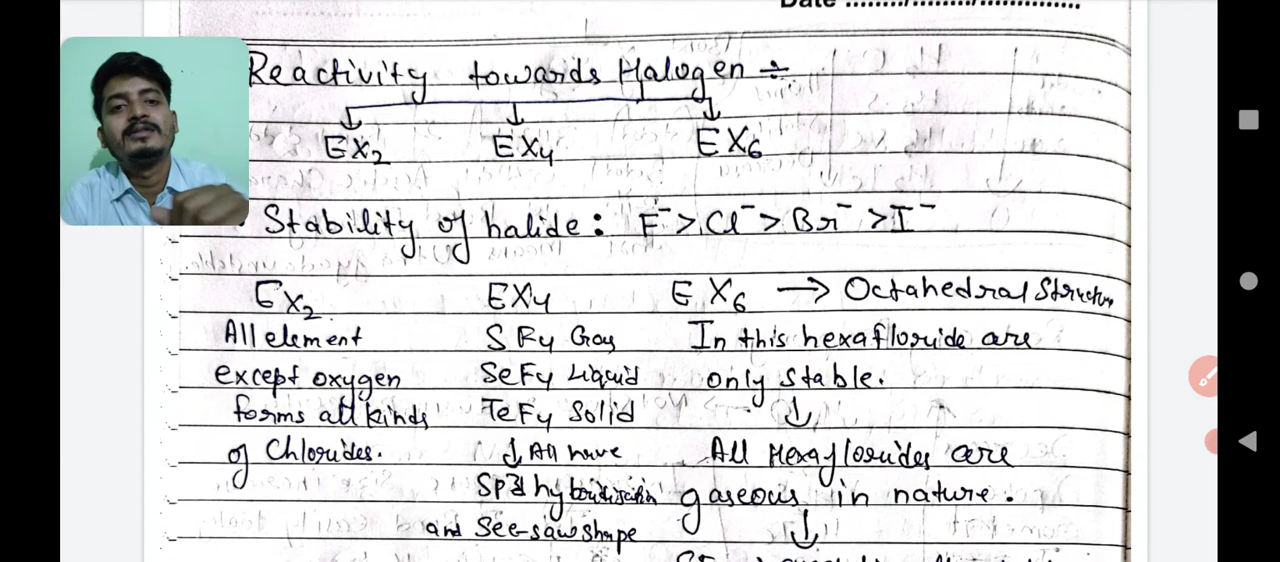 Date ......../............/................
Reactivity towards Halogen ÷
EX2 EX4 EX6
Stability of halide : F⁻ > Cl⁻ > Br⁻ > I⁻
EX2 EX4 EX6 → Octahedral Structure
All element SF4 Gas In this hexafloride are
except oxygen SeF4 Liquid only stable.
forms all kinds TeF4 Solid ↓
of Chlorides. ↓ All have All Hexaflorides are
Sp³d hybridisation gaseous in nature.
and See-saw shape ↓